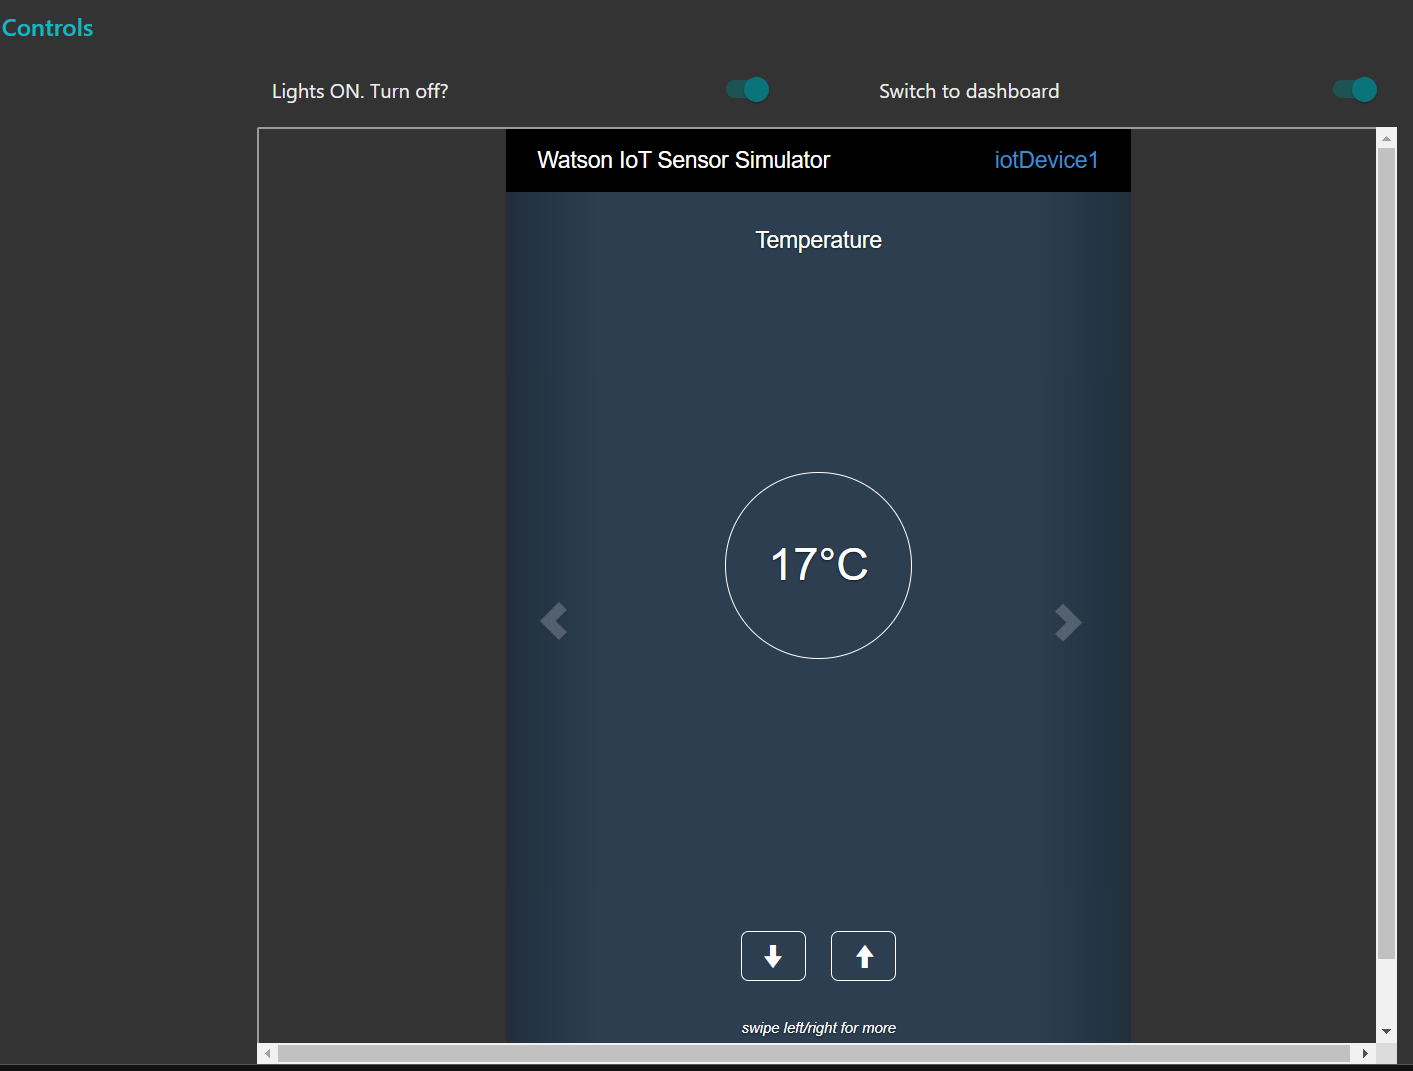 Controls
Lights ON. Turn off?
Switch to dashboard
Watson IoT Sensor Simulator
iotDevice1
Temperature
17°C
swipe left/right for more